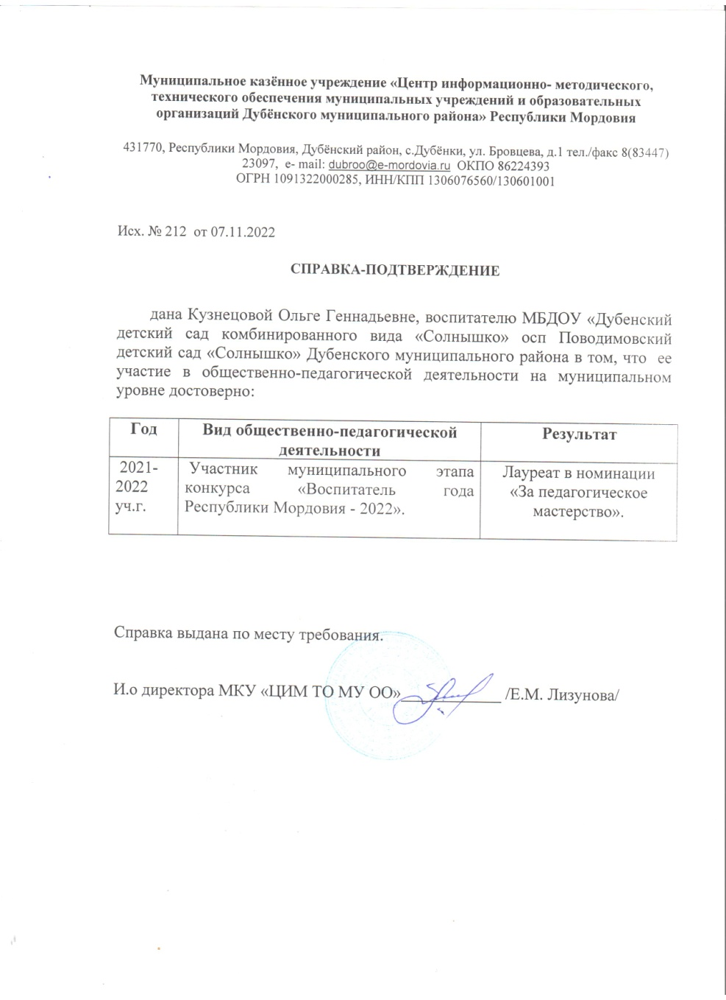 Муниципальное казённое учреждение «Центр информационно- методического,
технического обеспечения муниципальных учреждений и образовательных
организаций Дубёнского муниципального района» Республики Мордовия
431770, Республики Мордовия, Дубёнский район, с.Дубёнки, ул. Бровцева, д.1 тел./факс 8(83447)
23097, e- mail: dubroo@e-mordovia.ru ОКПО 86224393
ОГРН 1091322000285, ИНН/КПП 1306076560/130601001
Исх. № 212 от 07.11.2022
СПРАВКА-ПОДТВЕРЖДЕНИЕ
дана Кузнецовой Ольге Геннадьевне, воспитателю МБДОУ «Дубенский
детский сад комбинированного вида «Солнышко» осп Поводимовский
детский сад «Солнышко» Дубенского муниципального района в том, что ее
участие в общественно-педагогической деятельности на муниципальном
уровне достоверно:
Год
Вид общественно-педагогической
деятельности
Результат
2021-
2022
уч.г.
Участник муниципального этапа
конкурса «Воспитатель года
Республики Мордовия - 2022».
Лауреат в номинации
«За педагогическое
мастерство».
Справка выдана по месту требования.
И.о директора МКУ «ЦИМ ТО МУ ОО»____________ /Е.М. Лизунова/